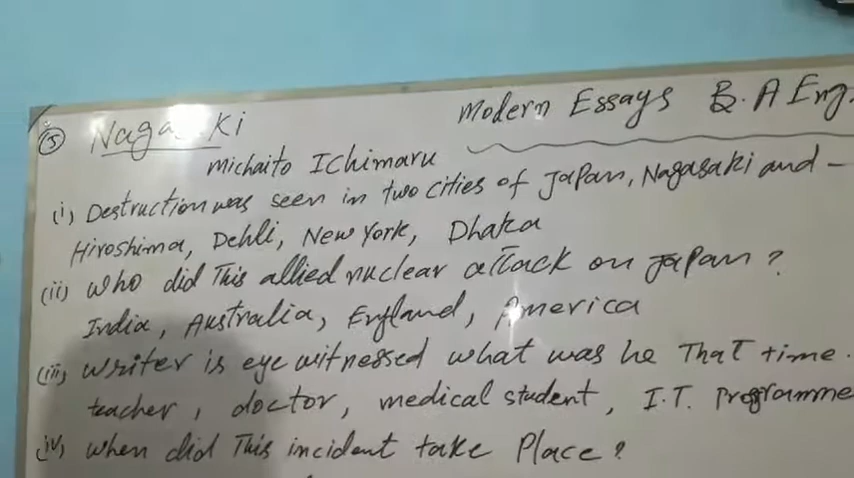 Modern Essays B.A Eng.
(5) Nagasaki
Michaito Ichimaru
(i) Destruction was seen in two cities of Japan, Nagasaki and -
Hiroshima, Dehli, New York, Dhaka
(ii) Who did This allied nuclear attack on Japan?
India, Australia, England, America
(iii) Writer is eye witnessed what was he That time.
teacher, doctor, medical student, I.T. Programme
(iv) When did This incident take Place?